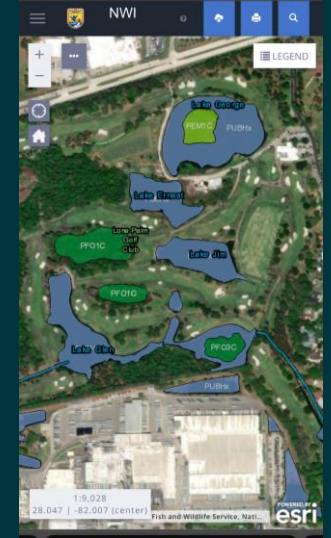 NWI
LEGEND
+
−
Lake George
PEM1C
PUBHx
Lake Ernest
Lone Palm
Golf
Club
PFO1C
Lake Jim
PFO1C
Lake Glen
PFO3C
PUBHx
1:9,028
28.047 | -82.007 (center)
Fish and Wildlife Service, Nati...
POWERED BY
esri